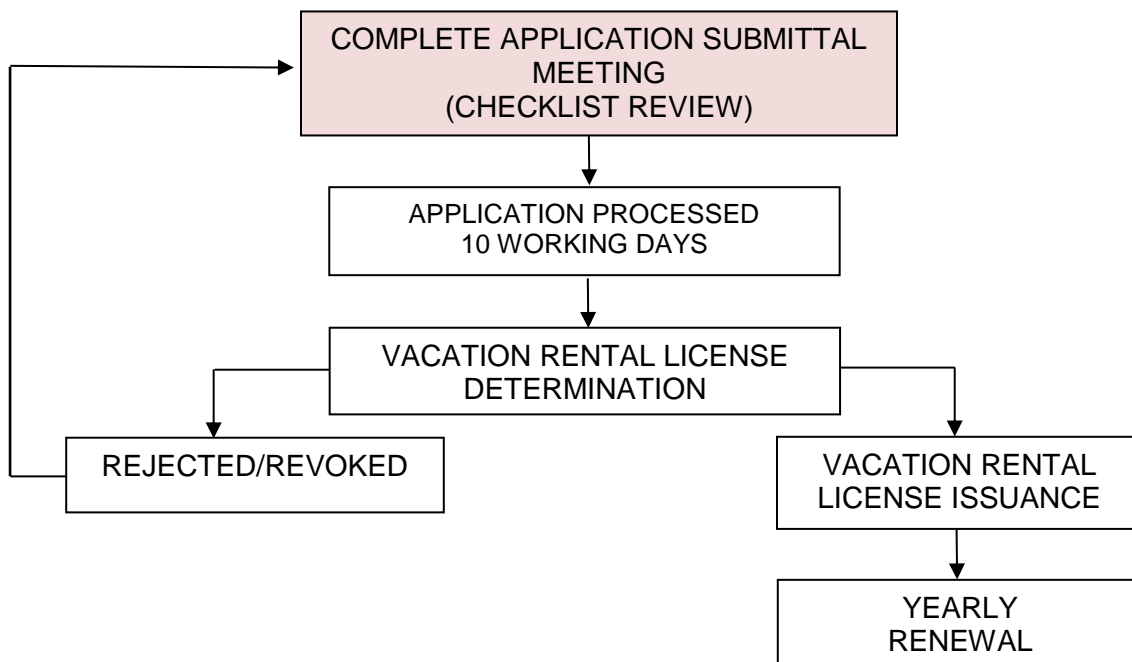 COMPLETE APPLICATION SUBMITTAL
MEETING
(CHECKLIST REVIEW)
APPLICATION PROCESSED
10 WORKING DAYS
VACATION RENTAL LICENSE
DETERMINATION
REJECTED/REVOKED
VACATION RENTAL
LICENSE ISSUANCE
YEARLY
RENEWAL